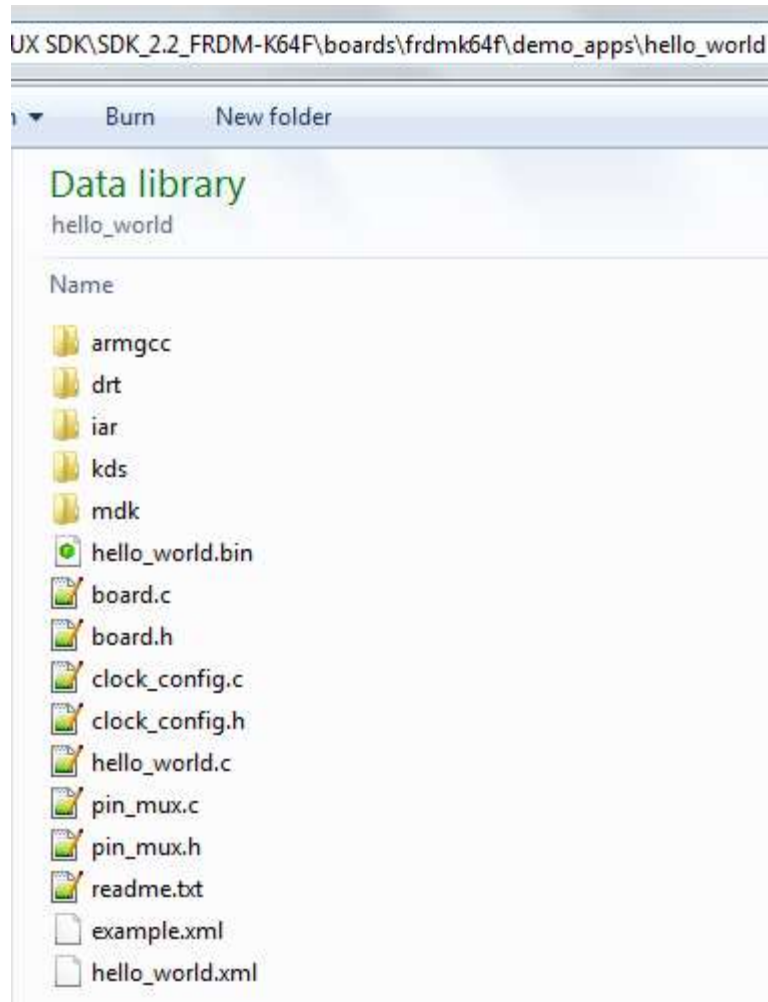 UX SDK\SDK_2.2_FRDM-K64F\boards\frdmk64f\demo_apps\hello_world
Burn New folder
Data library
hello_world
Name
armgcc
drt
iar
kds
mdk
hello_world.bin
board.c
board.h
clock_config.c
clock_config.h
hello_world.c
pin_mux.c
pin_mux.h
readme.txt
example.xml
hello_world.xml